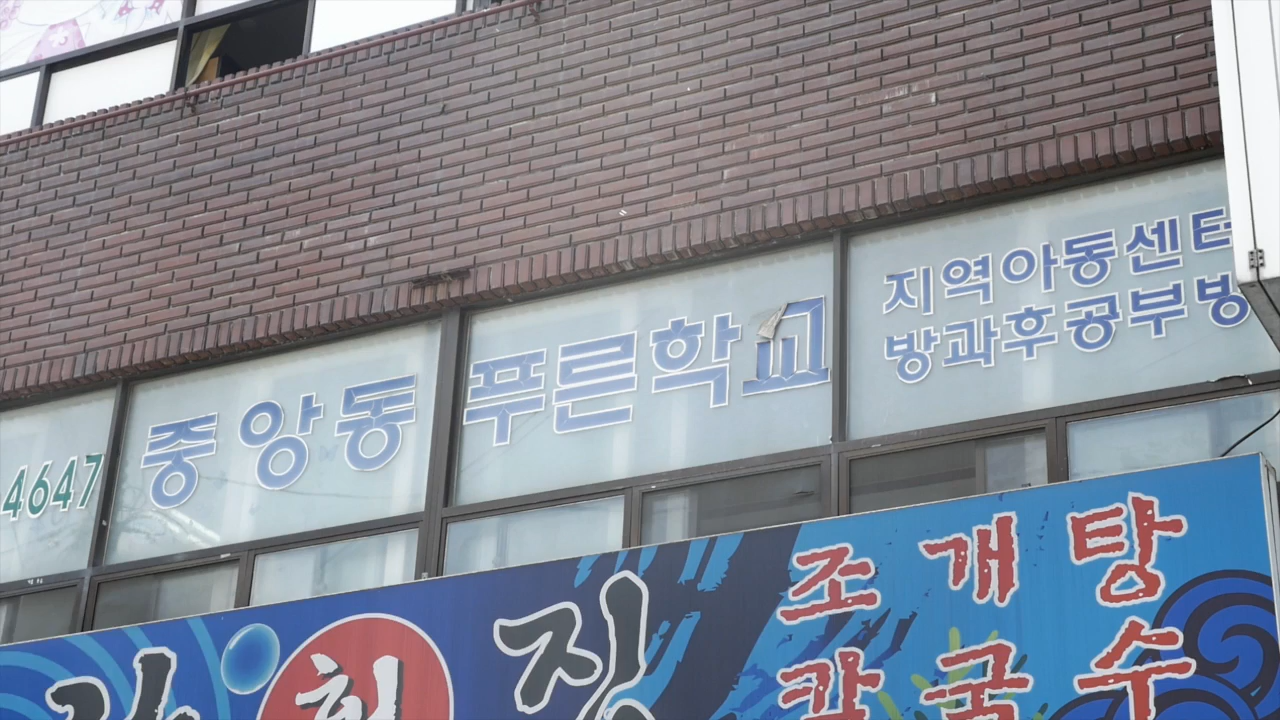 4647
중앙동 푸른학교
지역아동센터
방과후공부방
조개탕
칼국수